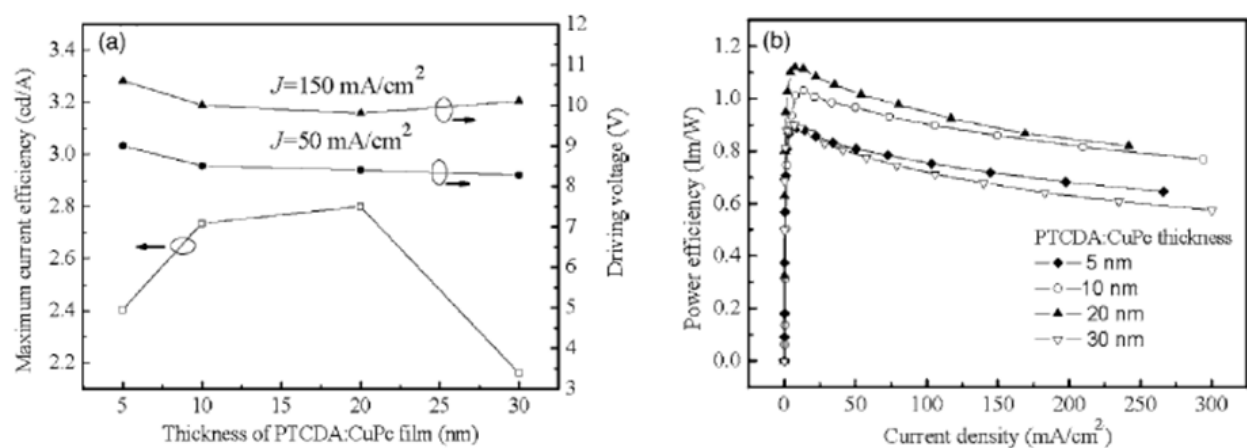 (a)
3.4
3.2
3.0
2.8
2.6
2.4
2.2
Maximum current efficiency (cd/A)
J=150 mA/cm²
J=50 mA/cm²
12
11
10
9
8
7
6
5
4
3
Driving voltage (V)
5 10 15 20 25 30
Thickness of PTCDA:CuPc film (nm)
(b)
1.4
1.2
1.0
0.8
0.6
0.4
0.2
0.0
Power efficiency (lm/W)
PTCDA:CuPc thickness
5 nm
10 nm
20 nm
30 nm
0 50 100 150 200 250 300
Current density (mA/cm²)